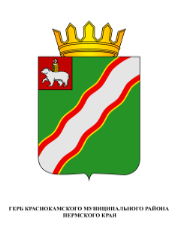 ГЕРБ КРАСНОКАМСКОГО МУНИЦИПАЛЬНОГО РАЙОНА
ПЕРМСКОГО КРАЯ